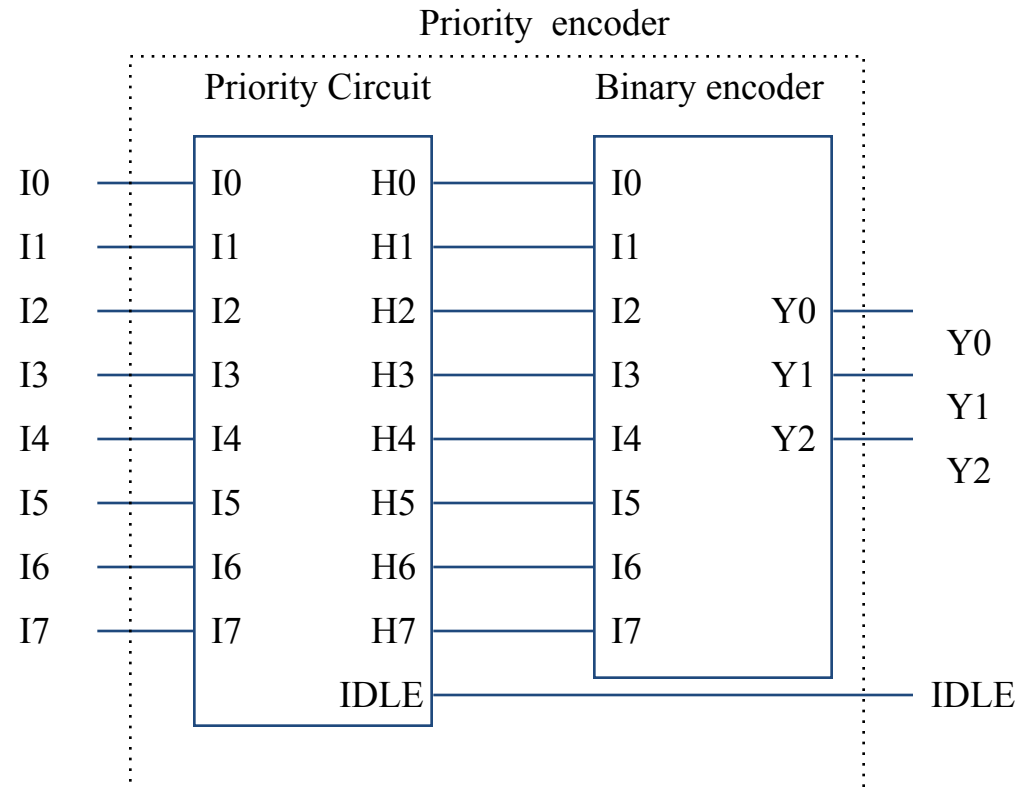 Priority encoder
Priority Circuit Binary encoder
I0 I0 H0 I0
I1 I1 H1 I1
I2 I2 H2 I2 Y0
Y0
I3 I3 H3 I3 Y1
Y1
I4 I4 H4 I4 Y2
Y2
I5 I5 H5 I5
I6 I6 H6 I6
I7 I7 H7 I7
IDLE IDLE